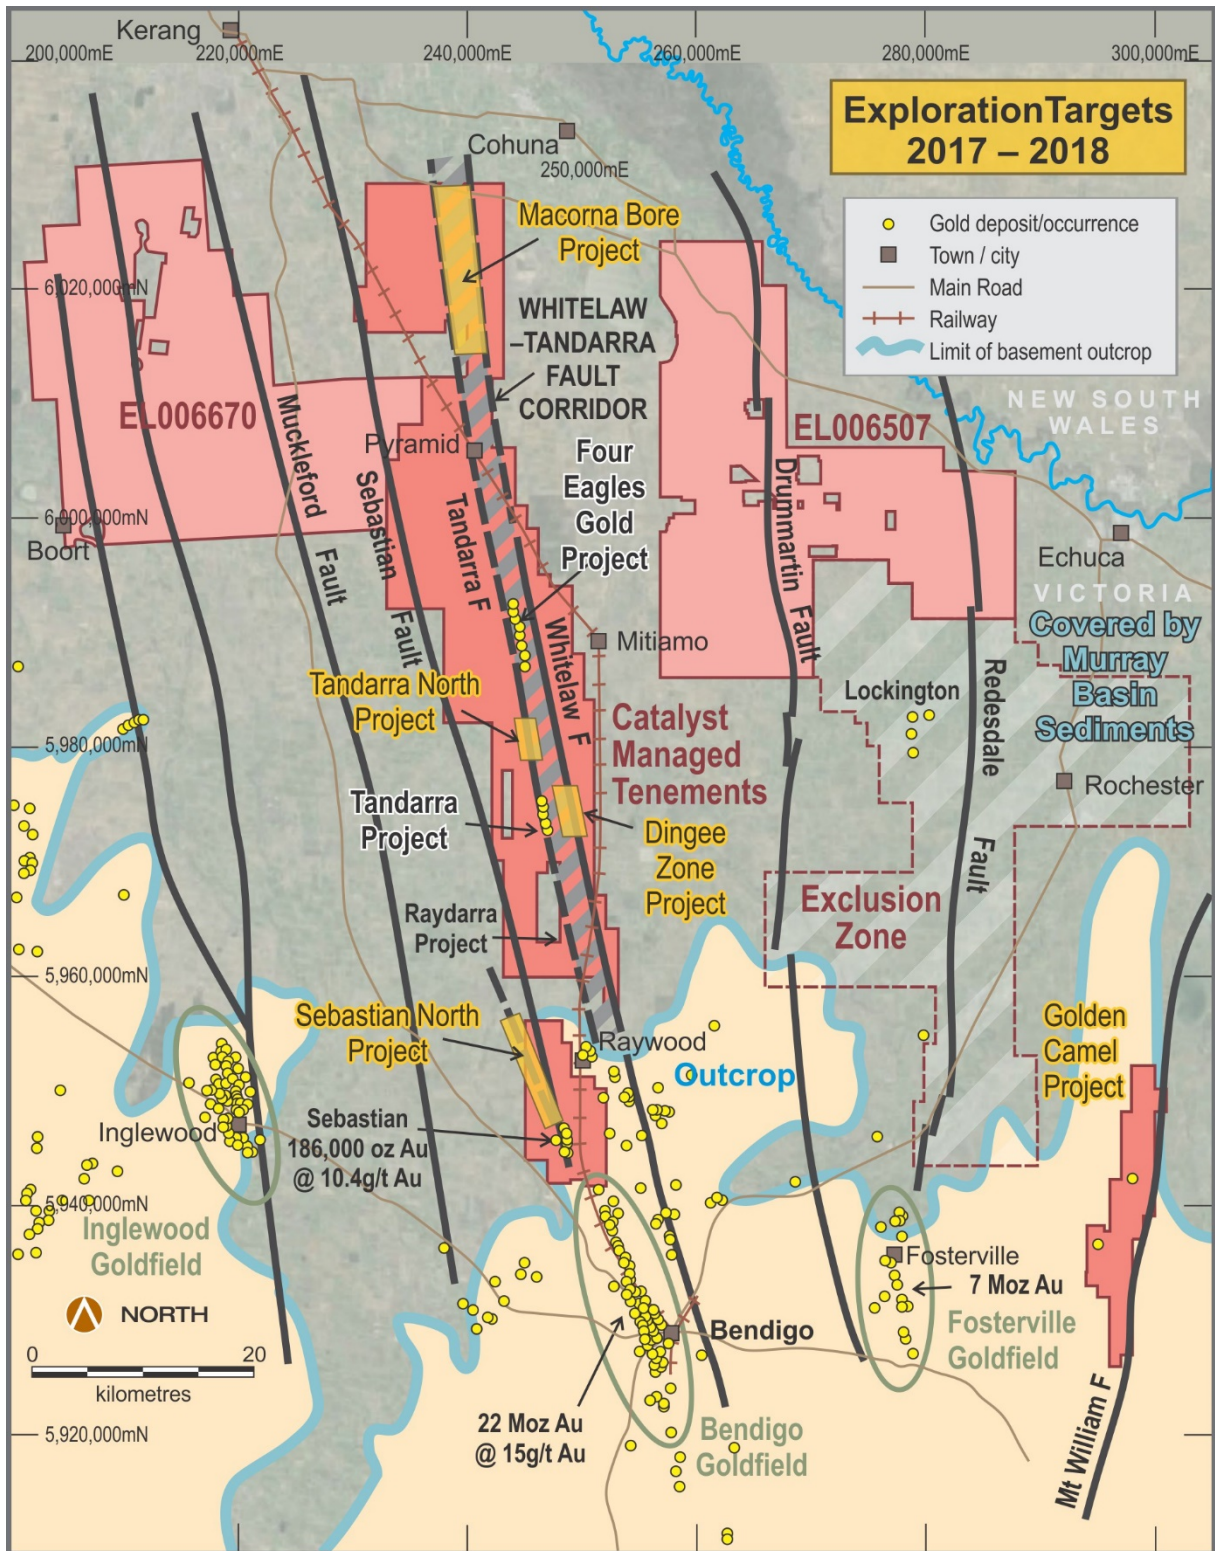 Kerang
200,000mE
220,000mE
240,000mE
260,000mE
280,000mE
300,000mE
ExplorationTargets
2017 – 2018
Cohuna
250,000mE
Gold deposit/occurrence
Town / city
Main Road
Railway
Limit of basement outcrop
Macorna Bore
Project
6,020,000mN
WHITELAW
–TANDARRA
FAULT
CORRIDOR
NEW SOUTH
WALES
EL006670
EL006507
Muckleford
Fault
Pyramid
Sebastian
Fault
Four
Eagles
Gold
Project
Tandarra F
Whitelaw F
Drummartin
Fault
6,000,000mN
Boort
Echuca
VICTORIA
Covered by
Murray
Basin
Sediments
Mitiamo
Redesdale
Fault
Lockington
Tandarra North
Project
Catalyst
Managed
Tenements
5,980,000mN
Rochester
Tandarra
Project
Dingee
Zone
Project
Exclusion
Zone
Raydarra
Project
5,960,000mN
Sebastian North
Project
Golden
Camel
Project
Raywood
Outcrop
Inglewood
Sebastian
186,000 oz Au
@ 10.4g/t Au
5,940,000mN
Inglewood
Goldfield
Fosterville
7 Moz Au
Fosterville
Goldfield
NORTH
0
20
kilometres
Bendigo
22 Moz Au
@ 15g/t Au
Bendigo
Goldfield
5,920,000mN
Mt William F